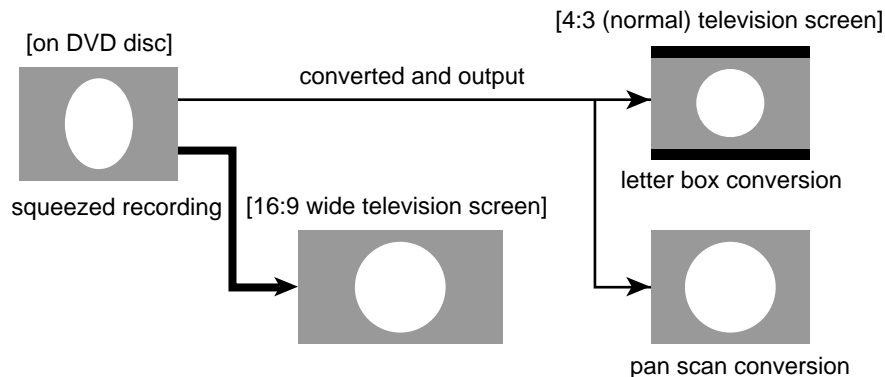 [4:3 (normal) television screen]
[on DVD disc]
converted and output
letter box conversion
squeezed recording
[16:9 wide television screen]
pan scan conversion